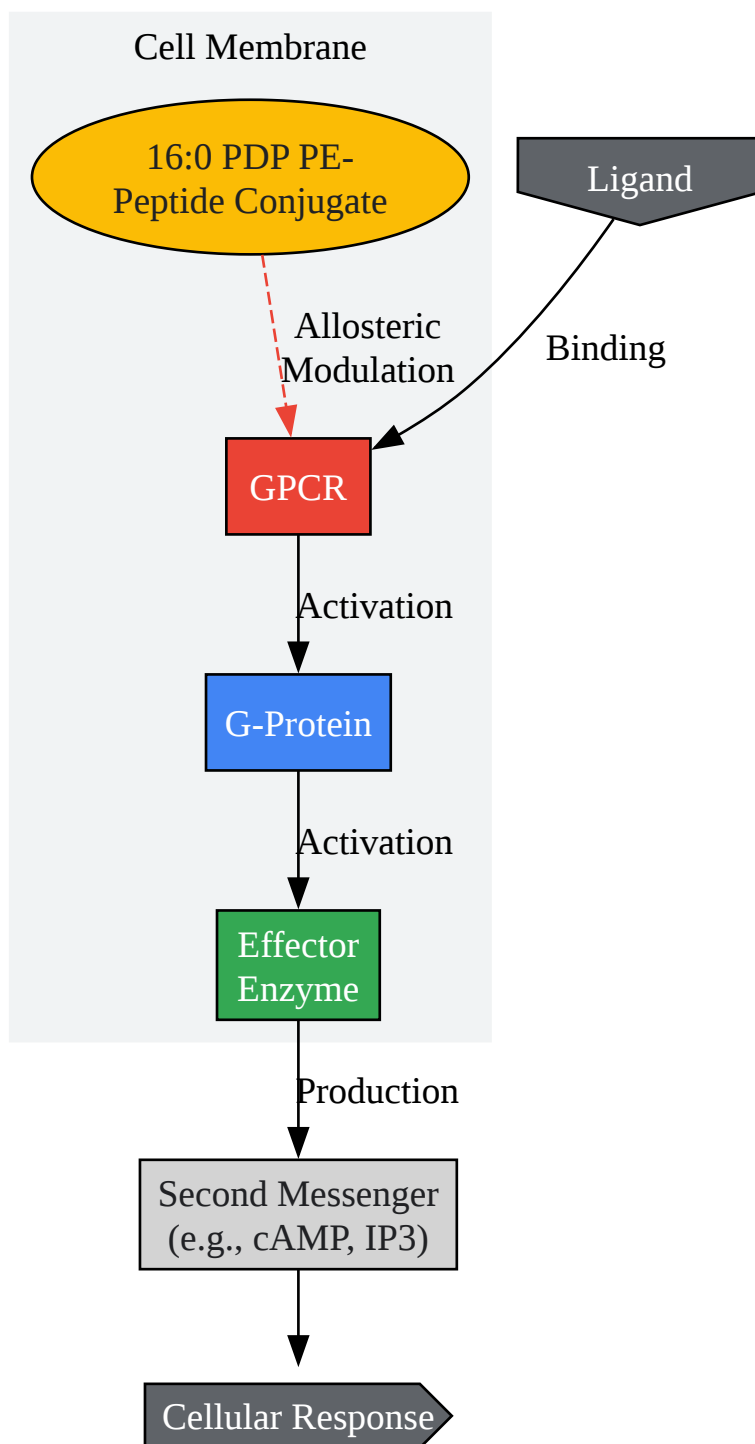 Cell Membrane
16:0 PDP PE-
Peptide Conjugate
Ligand
Allosteric
Modulation
Binding
GPCR
Activation
G-Protein
Activation
Effector
Enzyme
Production
Second Messenger
(e.g., cAMP, IP3)
Cellular Response